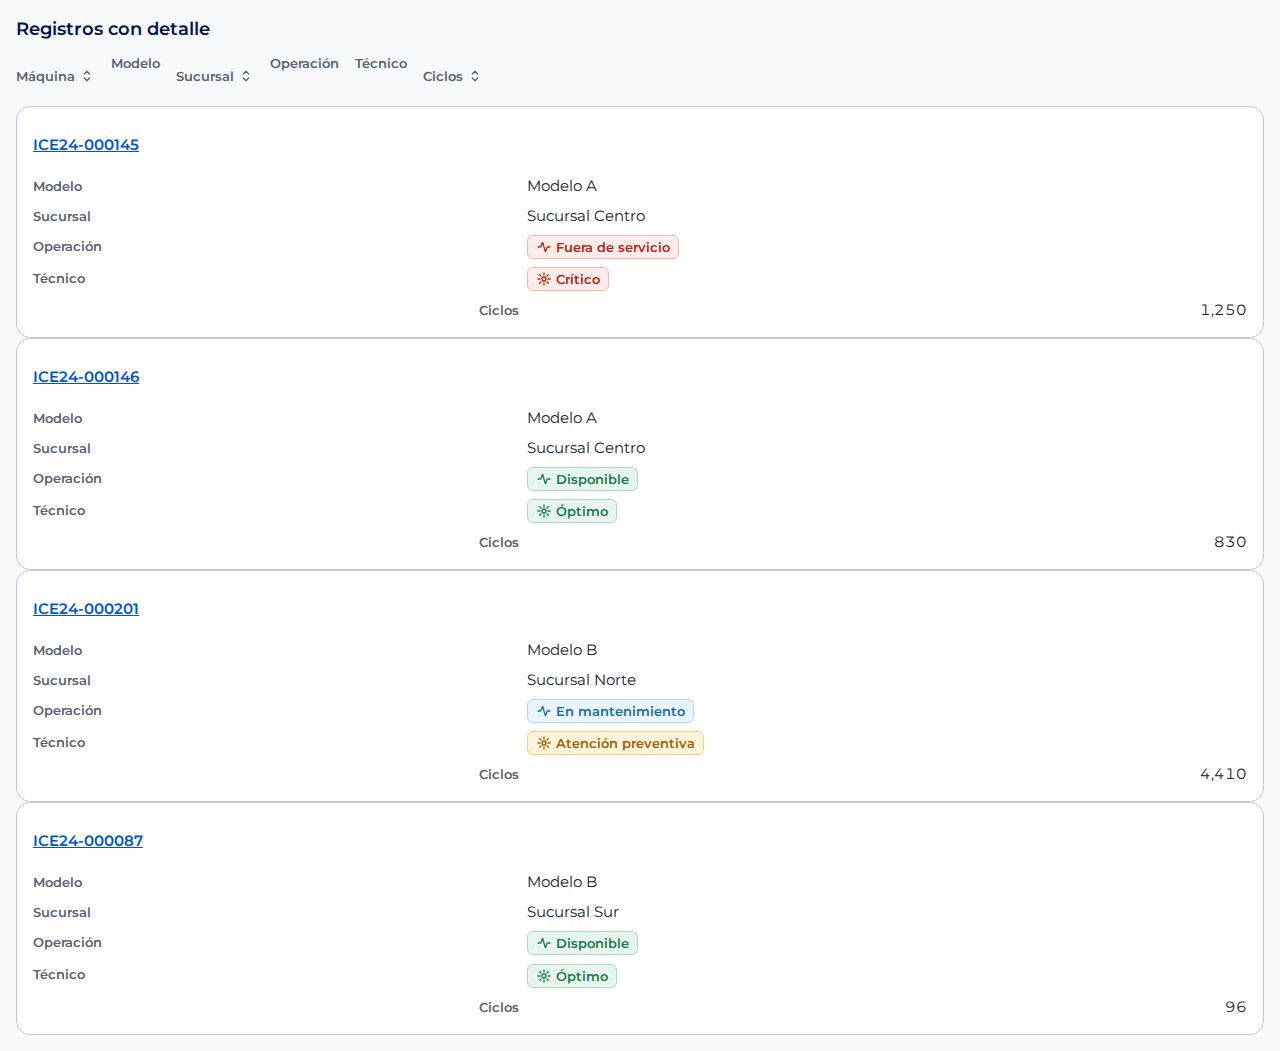 Registros con detalle
Máquina Modelo Sucursal Operación Técnico Ciclos
ICE24-000145
Modelo Modelo A
Sucursal Sucursal Centro
Operación Fuera de servicio
Técnico Crítico
Ciclos 1,250
ICE24-000146
Modelo Modelo A
Sucursal Sucursal Centro
Operación Disponible
Técnico Óptimo
Ciclos 830
ICE24-000201
Modelo Modelo B
Sucursal Sucursal Norte
Operación En mantenimiento
Técnico Atención preventiva
Ciclos 4,410
ICE24-000087
Modelo Modelo B
Sucursal Sucursal Sur
Operación Disponible
Técnico Óptimo
Ciclos 96